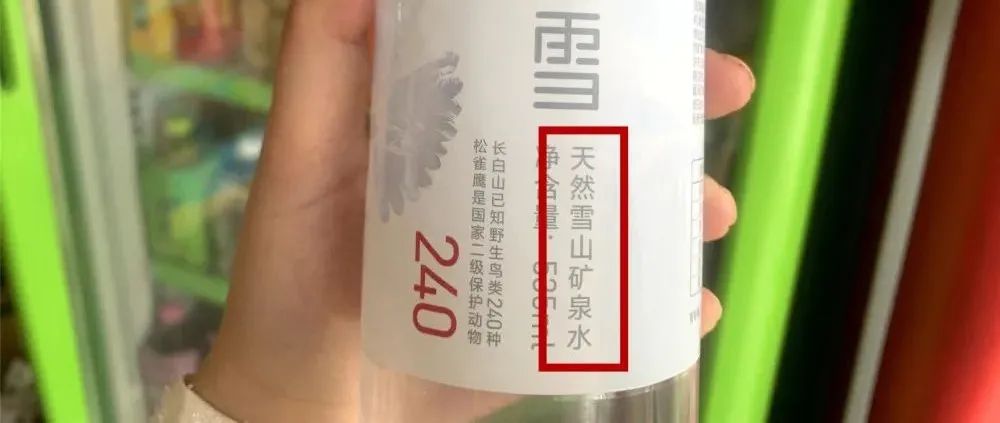 雪
天然雪山矿泉水
净含量: 535ml
长白山已知野生鸟类240种
松雀鹰是国家二级保护动物
240